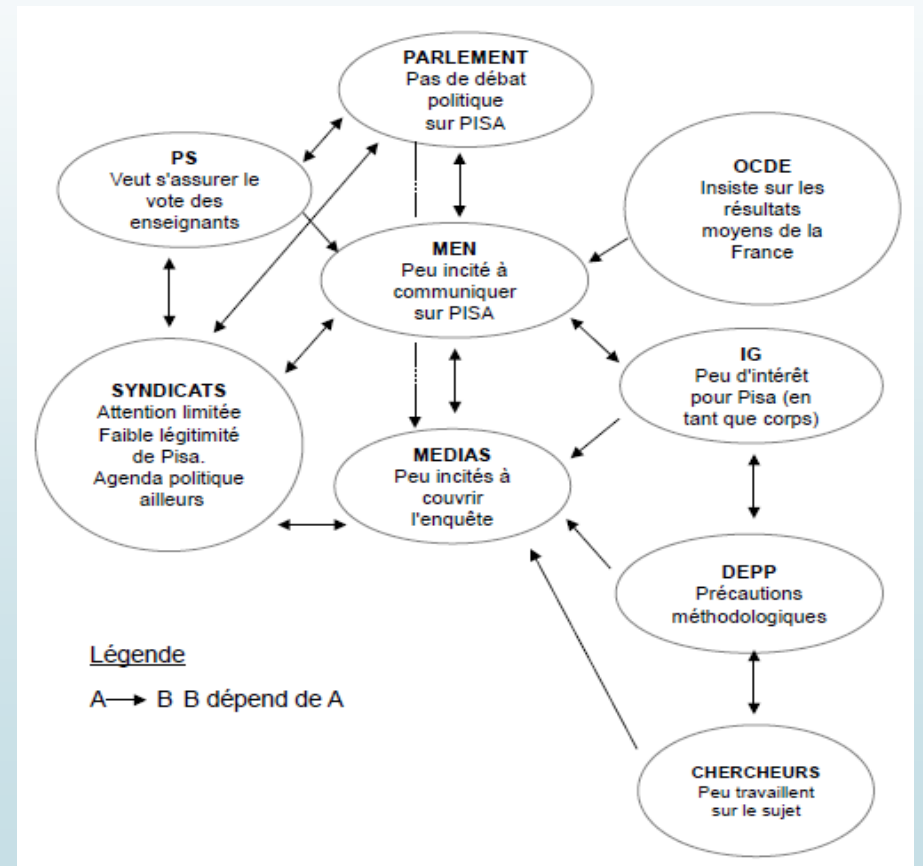 PARLEMENT
Pas de débat
politique
sur PISA
PS
Veut s'assurer le
vote des
enseignants
OCDE
Insiste sur les
résultats
moyens de la
France
MEN
Peu incité à
communiquer
sur PISA
SYNDICATS
Attention limitée
Faible légitimité
de Pisa.
Agenda politique
ailleurs
IG
Peu d'intérêt
pour Pisa (en
tant que corps)
MEDIAS
Peu incités à
couvrir
l'enquête
DEPP
Précautions
méthodologiques
Légende
A→ B B dépend de A
CHERCHEURS
Peu travaillent
sur le sujet